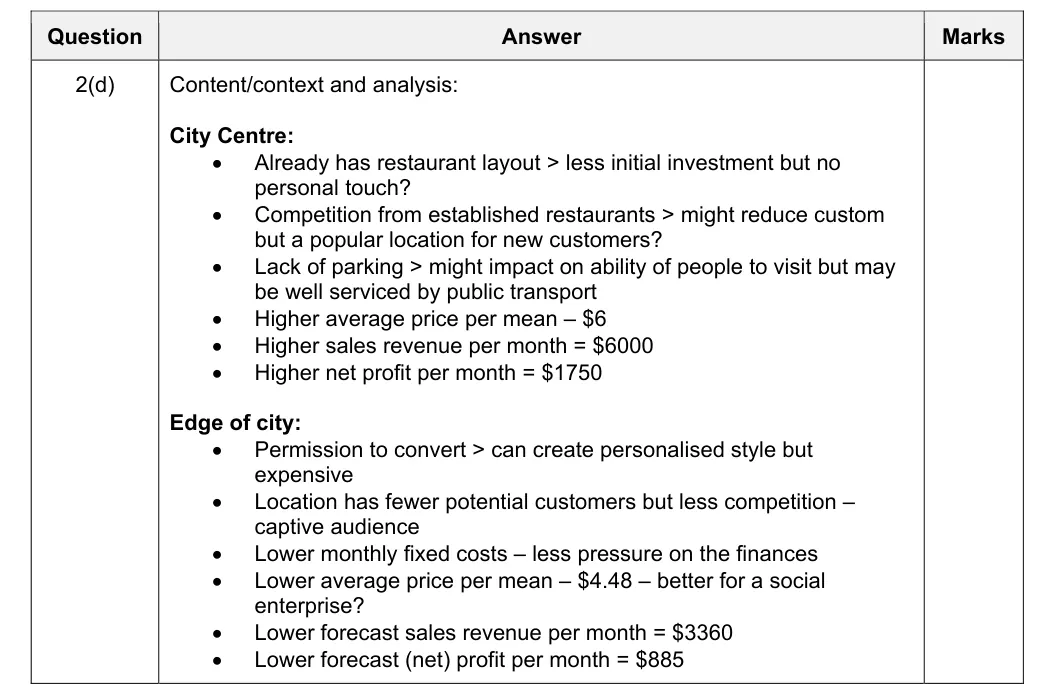 Question Answer Marks
2(d) Content/context and analysis:
City Centre:
• Already has restaurant layout > less initial investment but no
personal touch?
• Competition from established restaurants > might reduce custom
but a popular location for new customers?
• Lack of parking > might impact on ability of people to visit but may
be well serviced by public transport
• Higher average price per mean – $6
• Higher sales revenue per month = $6000
• Higher net profit per month = $1750
Edge of city:
• Permission to convert > can create personalised style but
expensive
• Location has fewer potential customers but less competition –
captive audience
• Lower monthly fixed costs – less pressure on the finances
• Lower average price per mean – $4.48 – better for a social
enterprise?
• Lower forecast sales revenue per month = $3360
• Lower forecast (net) profit per month = $885